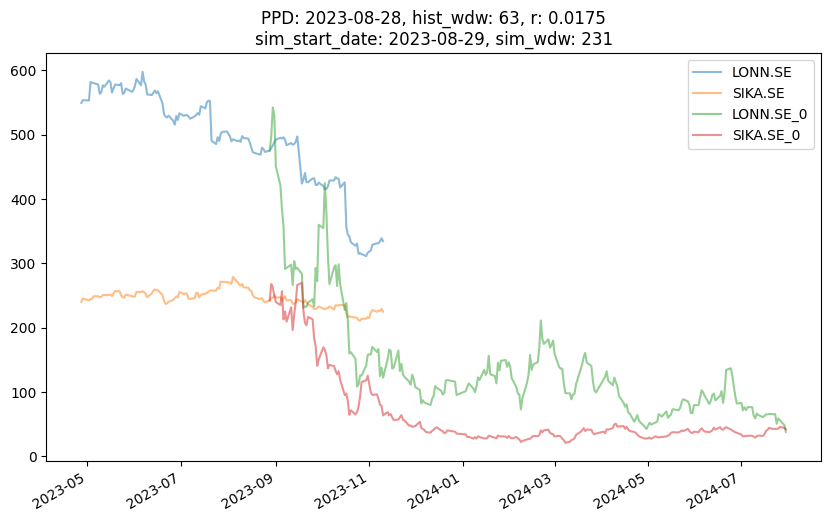 PPD: 2023-08-28, hist_wdw: 63, r: 0.0175
sim_start_date: 2023-08-29, sim_wdw: 231
LONN.SE
SIKA.SE
LONN.SE_0
SIKA.SE_0
600
500
400
300
200
100
0
2023-05
2023-07
2023-09
2023-11
2024-01
2024-03
2024-05
2024-07